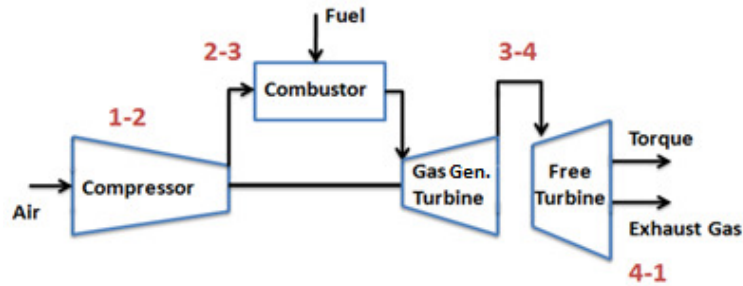 Fuel
2-3
3-4
Combustor
1-2
Compressor
Air
Gas Gen.
Turbine
Free
Turbine
Torque
Exhaust Gas
4-1